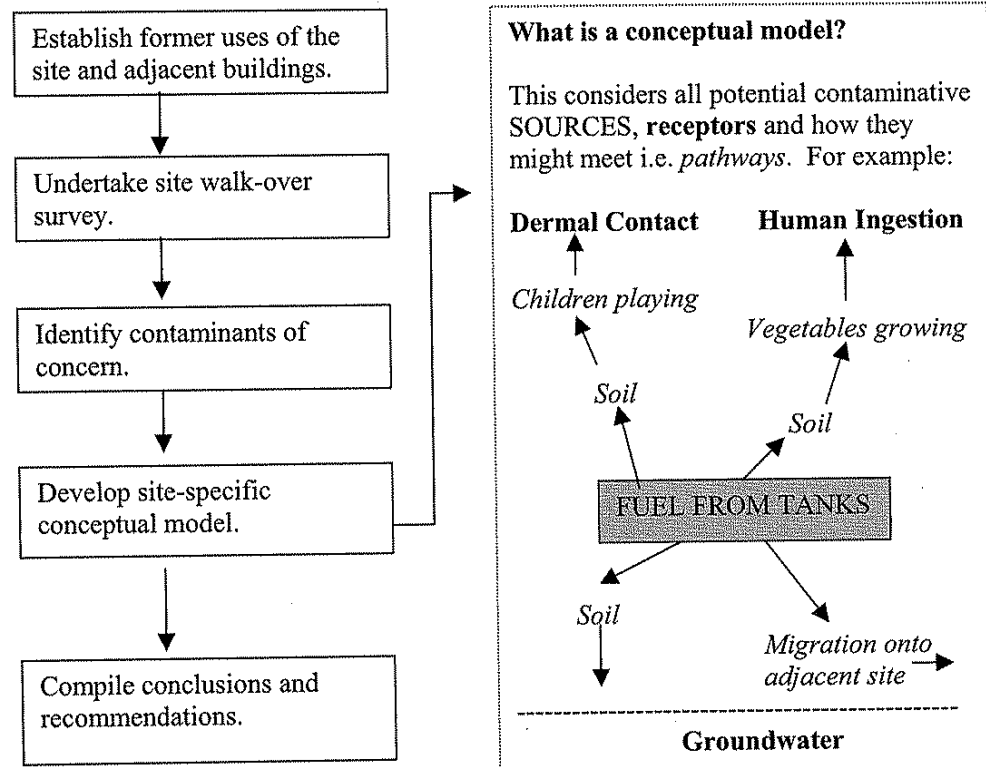 Establish former uses of the
site and adjacent buildings.
Undertake site walk-over
survey.
Identify contaminants of
concern.
Develop site-specific
conceptual model.
Compile conclusions and
recommendations.
What is a conceptual model?
This considers all potential contaminative
SOURCES, receptors and how they
might meet i.e. pathways. For example:
Dermal Contact
Human Ingestion
Children playing
Vegetables growing
Soil
Soil
FUEL FROM TANKS
Soil
Migration onto
adjacent site
Groundwater